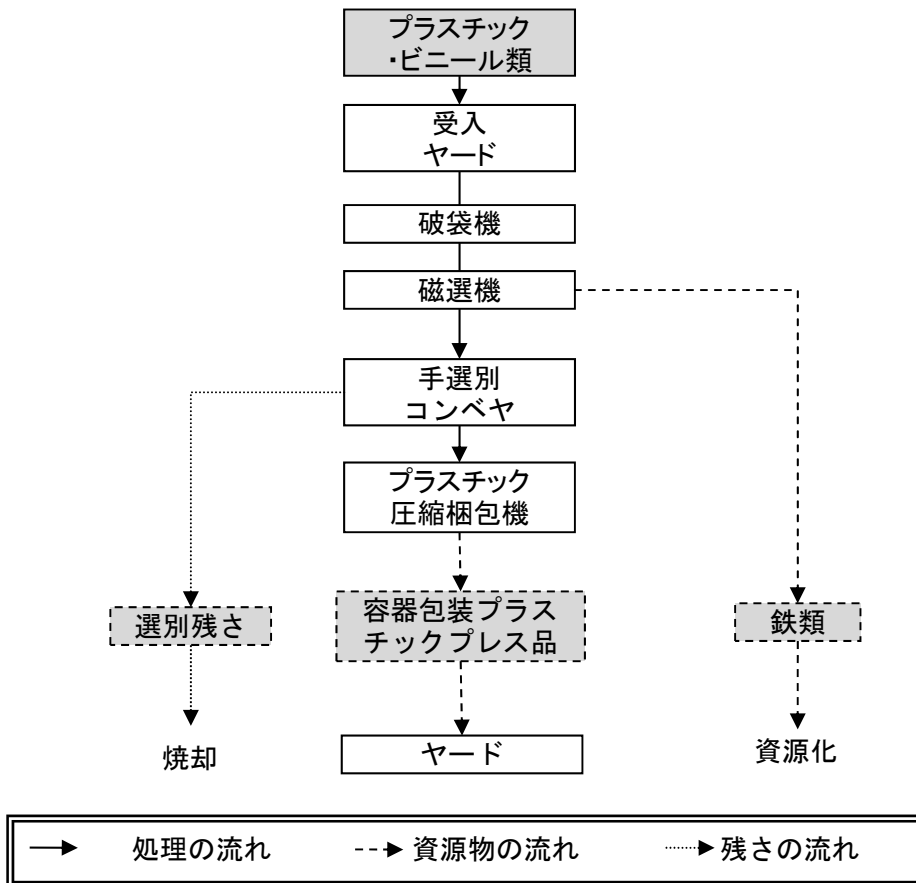 プラスチック
・ビニール類
受入
ヤード
破袋機
磁選機
手選別
コンベヤ
プラスチック
圧縮梱包機
選別残さ
容器包装プラス
チックプレス品
鉄類
焼却
ヤード
資源化
処理の流れ
資源物の流れ
残さの流れ